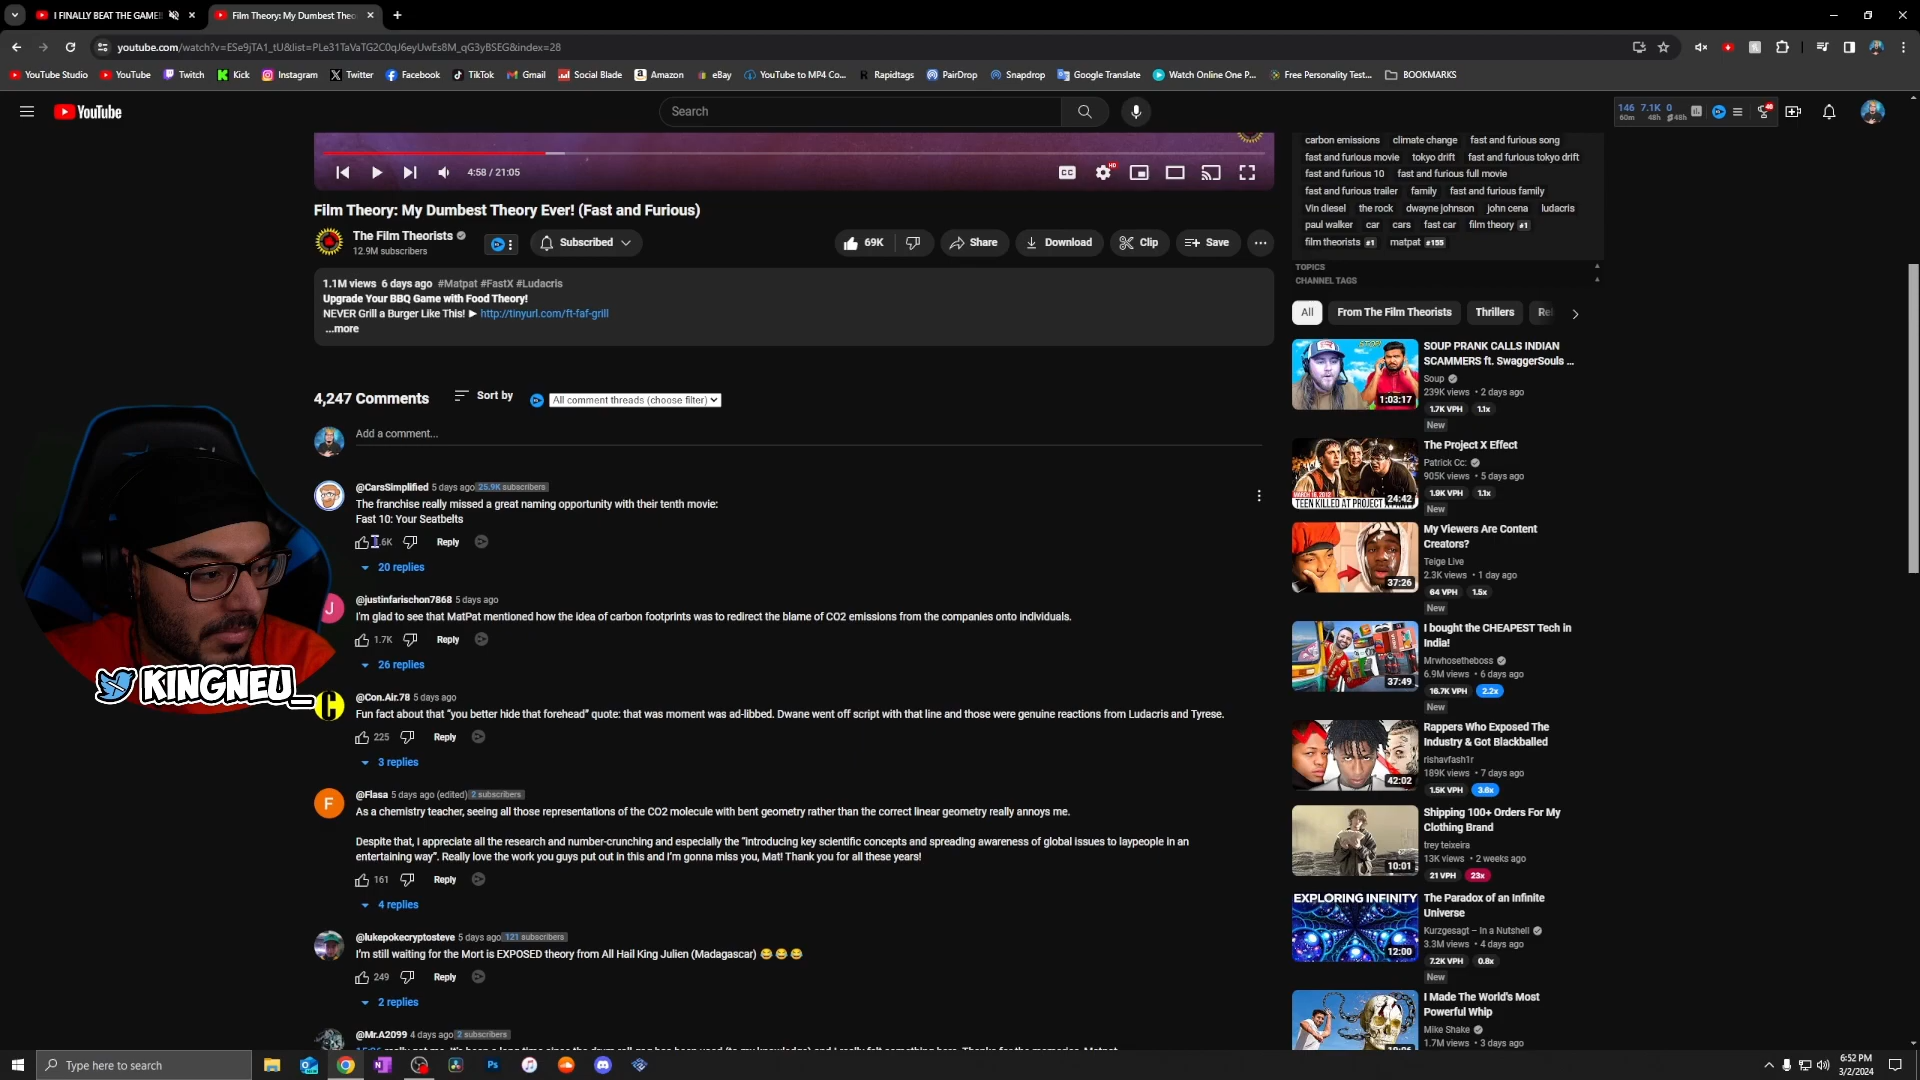 I FINALLY BEAT THE GAME!!
Film Theory: My Dumbest Theo
youtube.com/watch?v=ESe9jTA1_tU&list=PLe31TaVaTG2C0qJ6eyUwEs8M_qG3yBSEG&index=28
YouTube Studio YouTube Twitch Kick Instagram Twitter Facebook TikTok Gmail Social Blade Amazon eBay YouTube to MP4 Co... Rapidtags PairDrop Snapdrop Google Translate Watch Online One P... Free Personality Test... BOOKMARKS
YouTube
Search
146 7.1K 0
60m 48h 48h
4:58 / 21:05
CC
HD
Film Theory: My Dumbest Theory Ever! (Fast and Furious)
The Film Theorists
12.9M subscribers
Subscribed
69K
Share
Download
Clip
Save
1.1M views 6 days ago #Matpat #FastX #Ludacris
Upgrade Your BBQ Game with Food Theory!
NEVER Grill a Burger Like This! ▶ http://tinyurl.com/ft-faf-grill
...more
4,247 Comments
Sort by
All comment threads (choose filter)
Add a comment...
@CarsSimplified 5 days ago 25.9K subscribers
The franchise really missed a great naming opportunity with their tenth movie:
Fast 10: Your Seatbelts
.6K
Reply
20 replies
J
@justinfarischon7868 5 days ago
I'm glad to see that MatPat mentioned how the idea of carbon footprints was to redirect the blame of CO2 emissions from the companies onto individuals.
1.7K
Reply
26 replies
C
@Con.Air.78 5 days ago
Fun fact about that “you better hide that forehead” quote: that was moment was ad-libbed. Dwane went off script with that line and those were genuine reactions from Ludacris and Tyrese.
225
Reply
3 replies
F
@Flasa 5 days ago (edited) 2 subscribers
As a chemistry teacher, seeing all those representations of the CO2 molecule with bent geometry rather than the correct linear geometry really annoys me.
Despite that, I appreciate all the research and number-crunching and especially the “introducing key scientific concepts and spreading awareness of global issues to laypeople in an
entertaining way”. Really love the work you guys put out in this and I’m gonna miss you, Mat! Thank you for all these years!
161
Reply
4 replies
@lukepokecryptosteve 5 days ago 121 subscribers
I’m still waiting for the Mort is EXPOSED theory from All Hail King Julien (Madagascar) 😂 😂 😂
249
Reply
2 replies
@Mr.A2099 4 days ago 2 subscribers
KINGNEU_
carbon emissions climate change fast and furious song
fast and furious movie tokyo drift fast and furious tokyo drift
fast and furious 10 fast and furious full movie
fast and furious trailer family fast and furious family
Vin diesel the rock dwayne johnson john cena ludacris
paul walker car cars fast car film theory #1
film theorists #1 matpat #155
TOPICS
CHANNEL TAGS
All From The Film Theorists Thrillers Rel
1:03:17
SOUP PRANK CALLS INDIAN
SCAMMERS ft. SwaggerSouls ...
Soup
239K views • 2 days ago
1.7K VPH 1.1x
New
MARCH 18, 2012
TEEN KILLED AT PROJECT X
24:42
The Project X Effect
Patrick Cc:
905K views • 5 days ago
1.9K VPH 1.1x
New
37:26
My Viewers Are Content
Creators?
Teige Live
2.3K views • 1 day ago
64 VPH 1.5x
New
37:49
I bought the CHEAPEST Tech in
India!
Mrwhosetheboss
6.9M views • 6 days ago
16.7K VPH 2.2x
New
42:02
Rappers Who Exposed The
Industry & Got Blackballed
rishavfash1r
189K views • 7 days ago
1.5K VPH 3.6x
10:01
Shipping 100+ Orders For My
Clothing Brand
trey teixeira
13K views • 2 weeks ago
21 VPH 23x
EXPLORING INFINITY
12:00
The Paradox of an Infinite
Universe
Kurzgesagt – In a Nutshell
3.3M views • 4 days ago
7.2K VPH 0.8x
New
I Made The World's Most
Powerful Whip
Mike Shake
1.7M views • 3 days ago
Type here to search
6:52 PM
3/2/2024